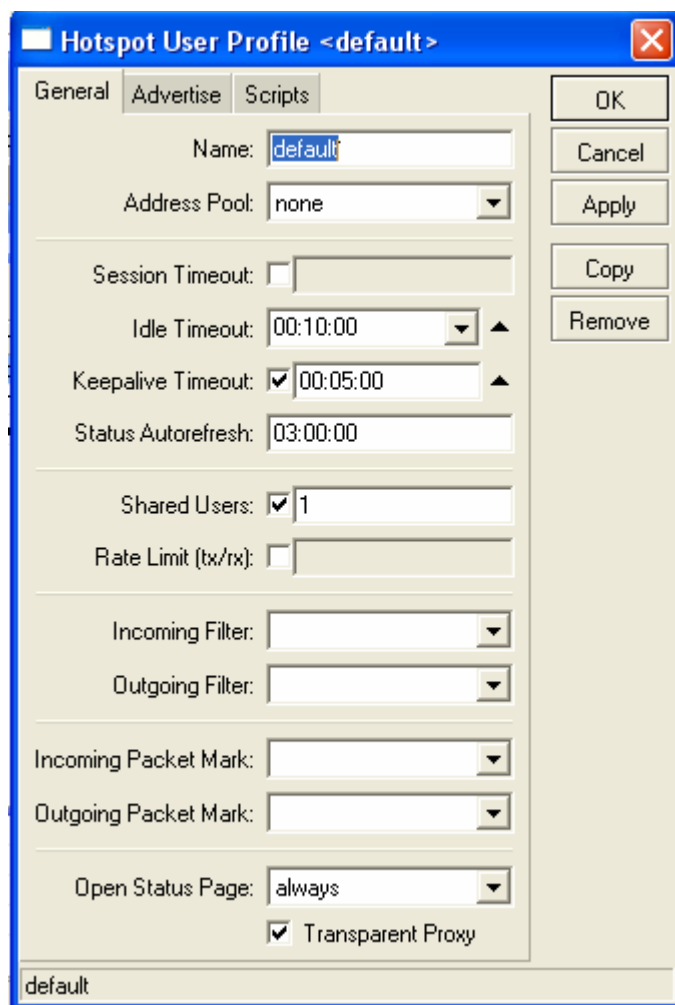 Hotspot User Profile <default>
General Advertise Scripts
OK
Name: default
Cancel
Address Pool: none
Apply
Copy
Session Timeout:
Idle Timeout: 00:10:00
Remove
Keepalive Timeout: 00:05:00
Status Autorefresh: 03:00:00
Shared Users: 1
Rate Limit (tx/rx):
Incoming Filter:
Outgoing Filter:
Incoming Packet Mark:
Outgoing Packet Mark:
Open Status Page: always
Transparent Proxy
default